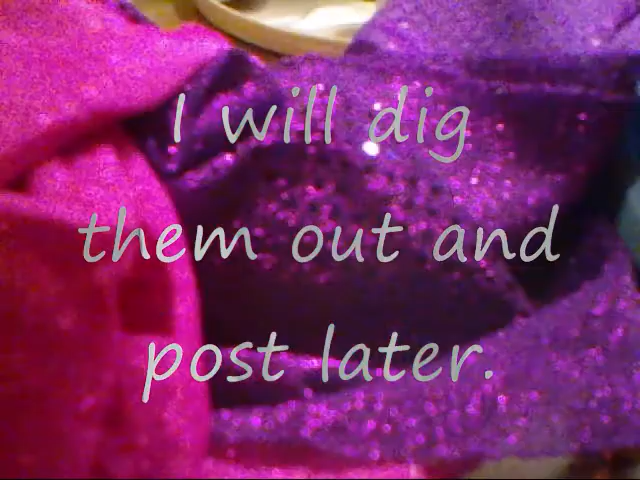 I will dig
them out and
post later.